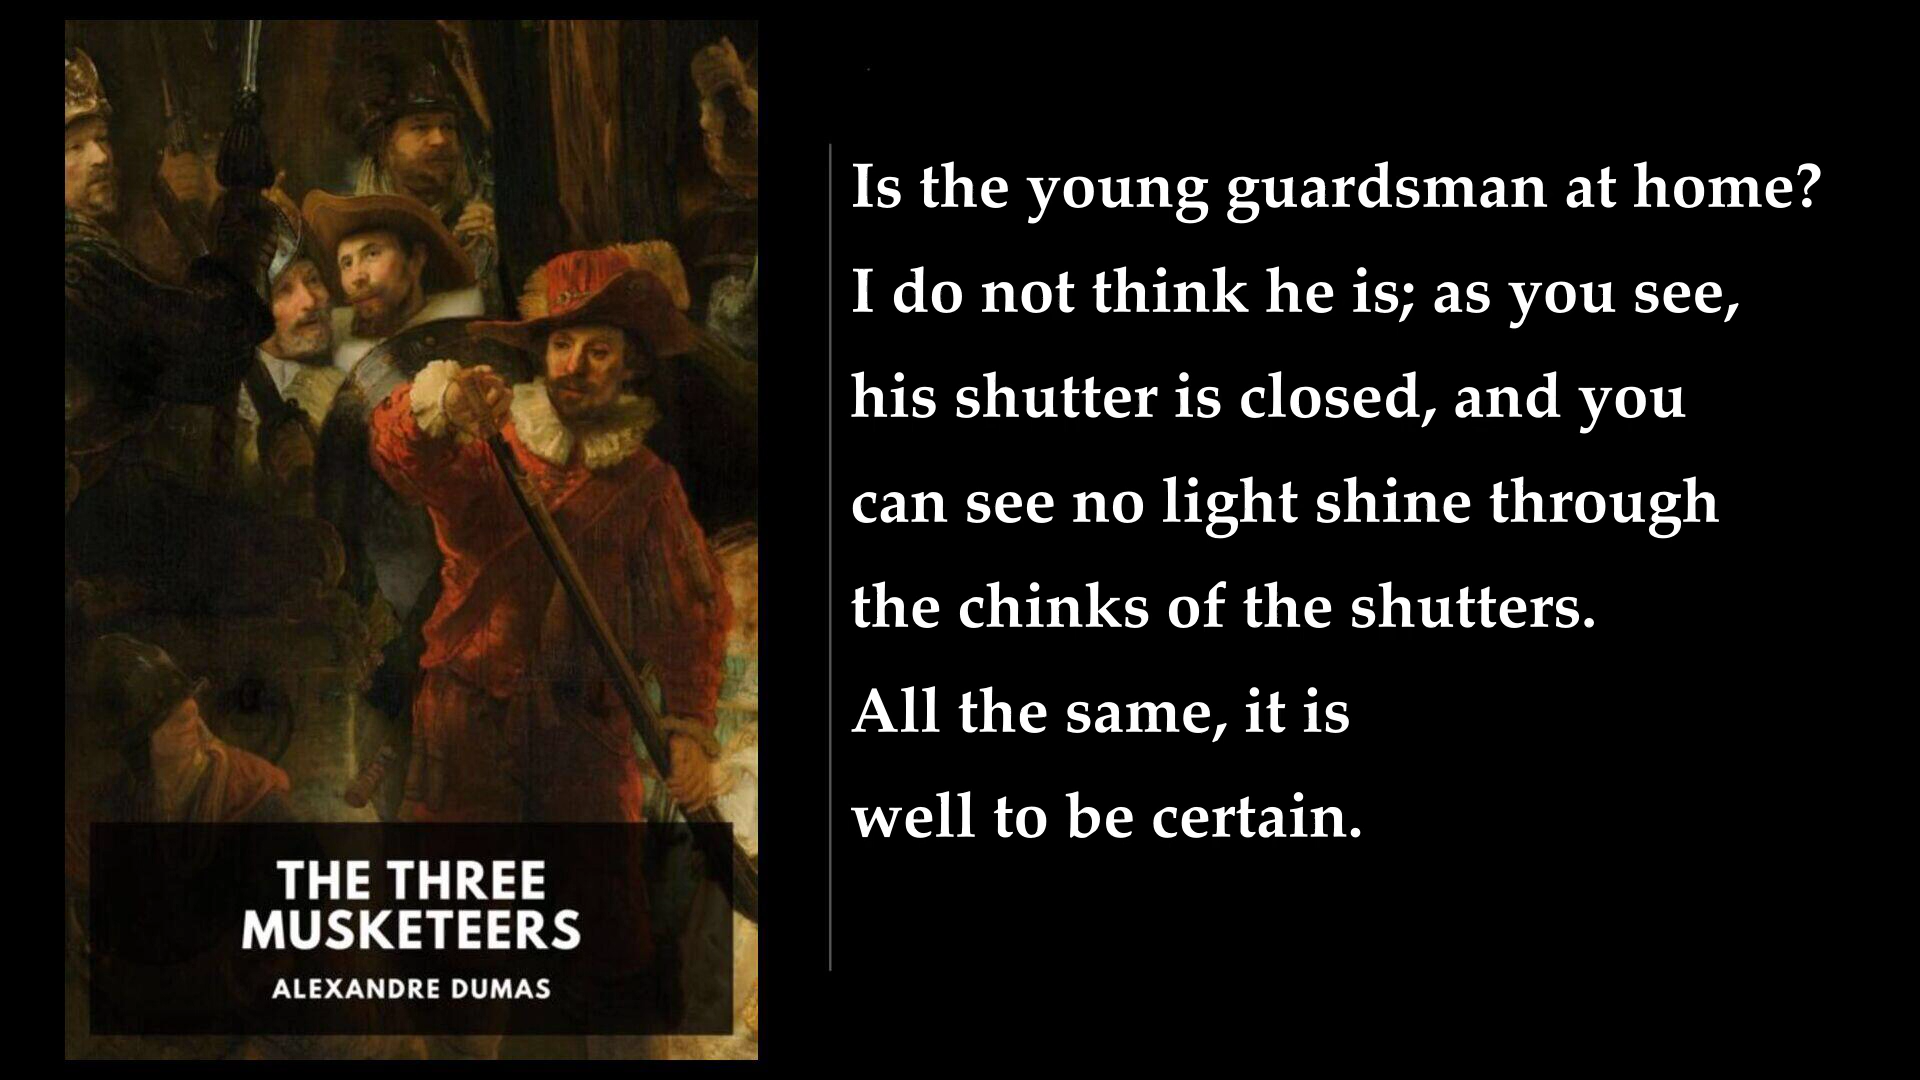 THE THREE
MUSKETEERS
ALEXANDRE DUMAS
Is the young guardsman at home?
I do not think he is; as you see,
his shutter is closed, and you
can see no light shine through
the chinks of the shutters.
All the same, it is
well to be certain.